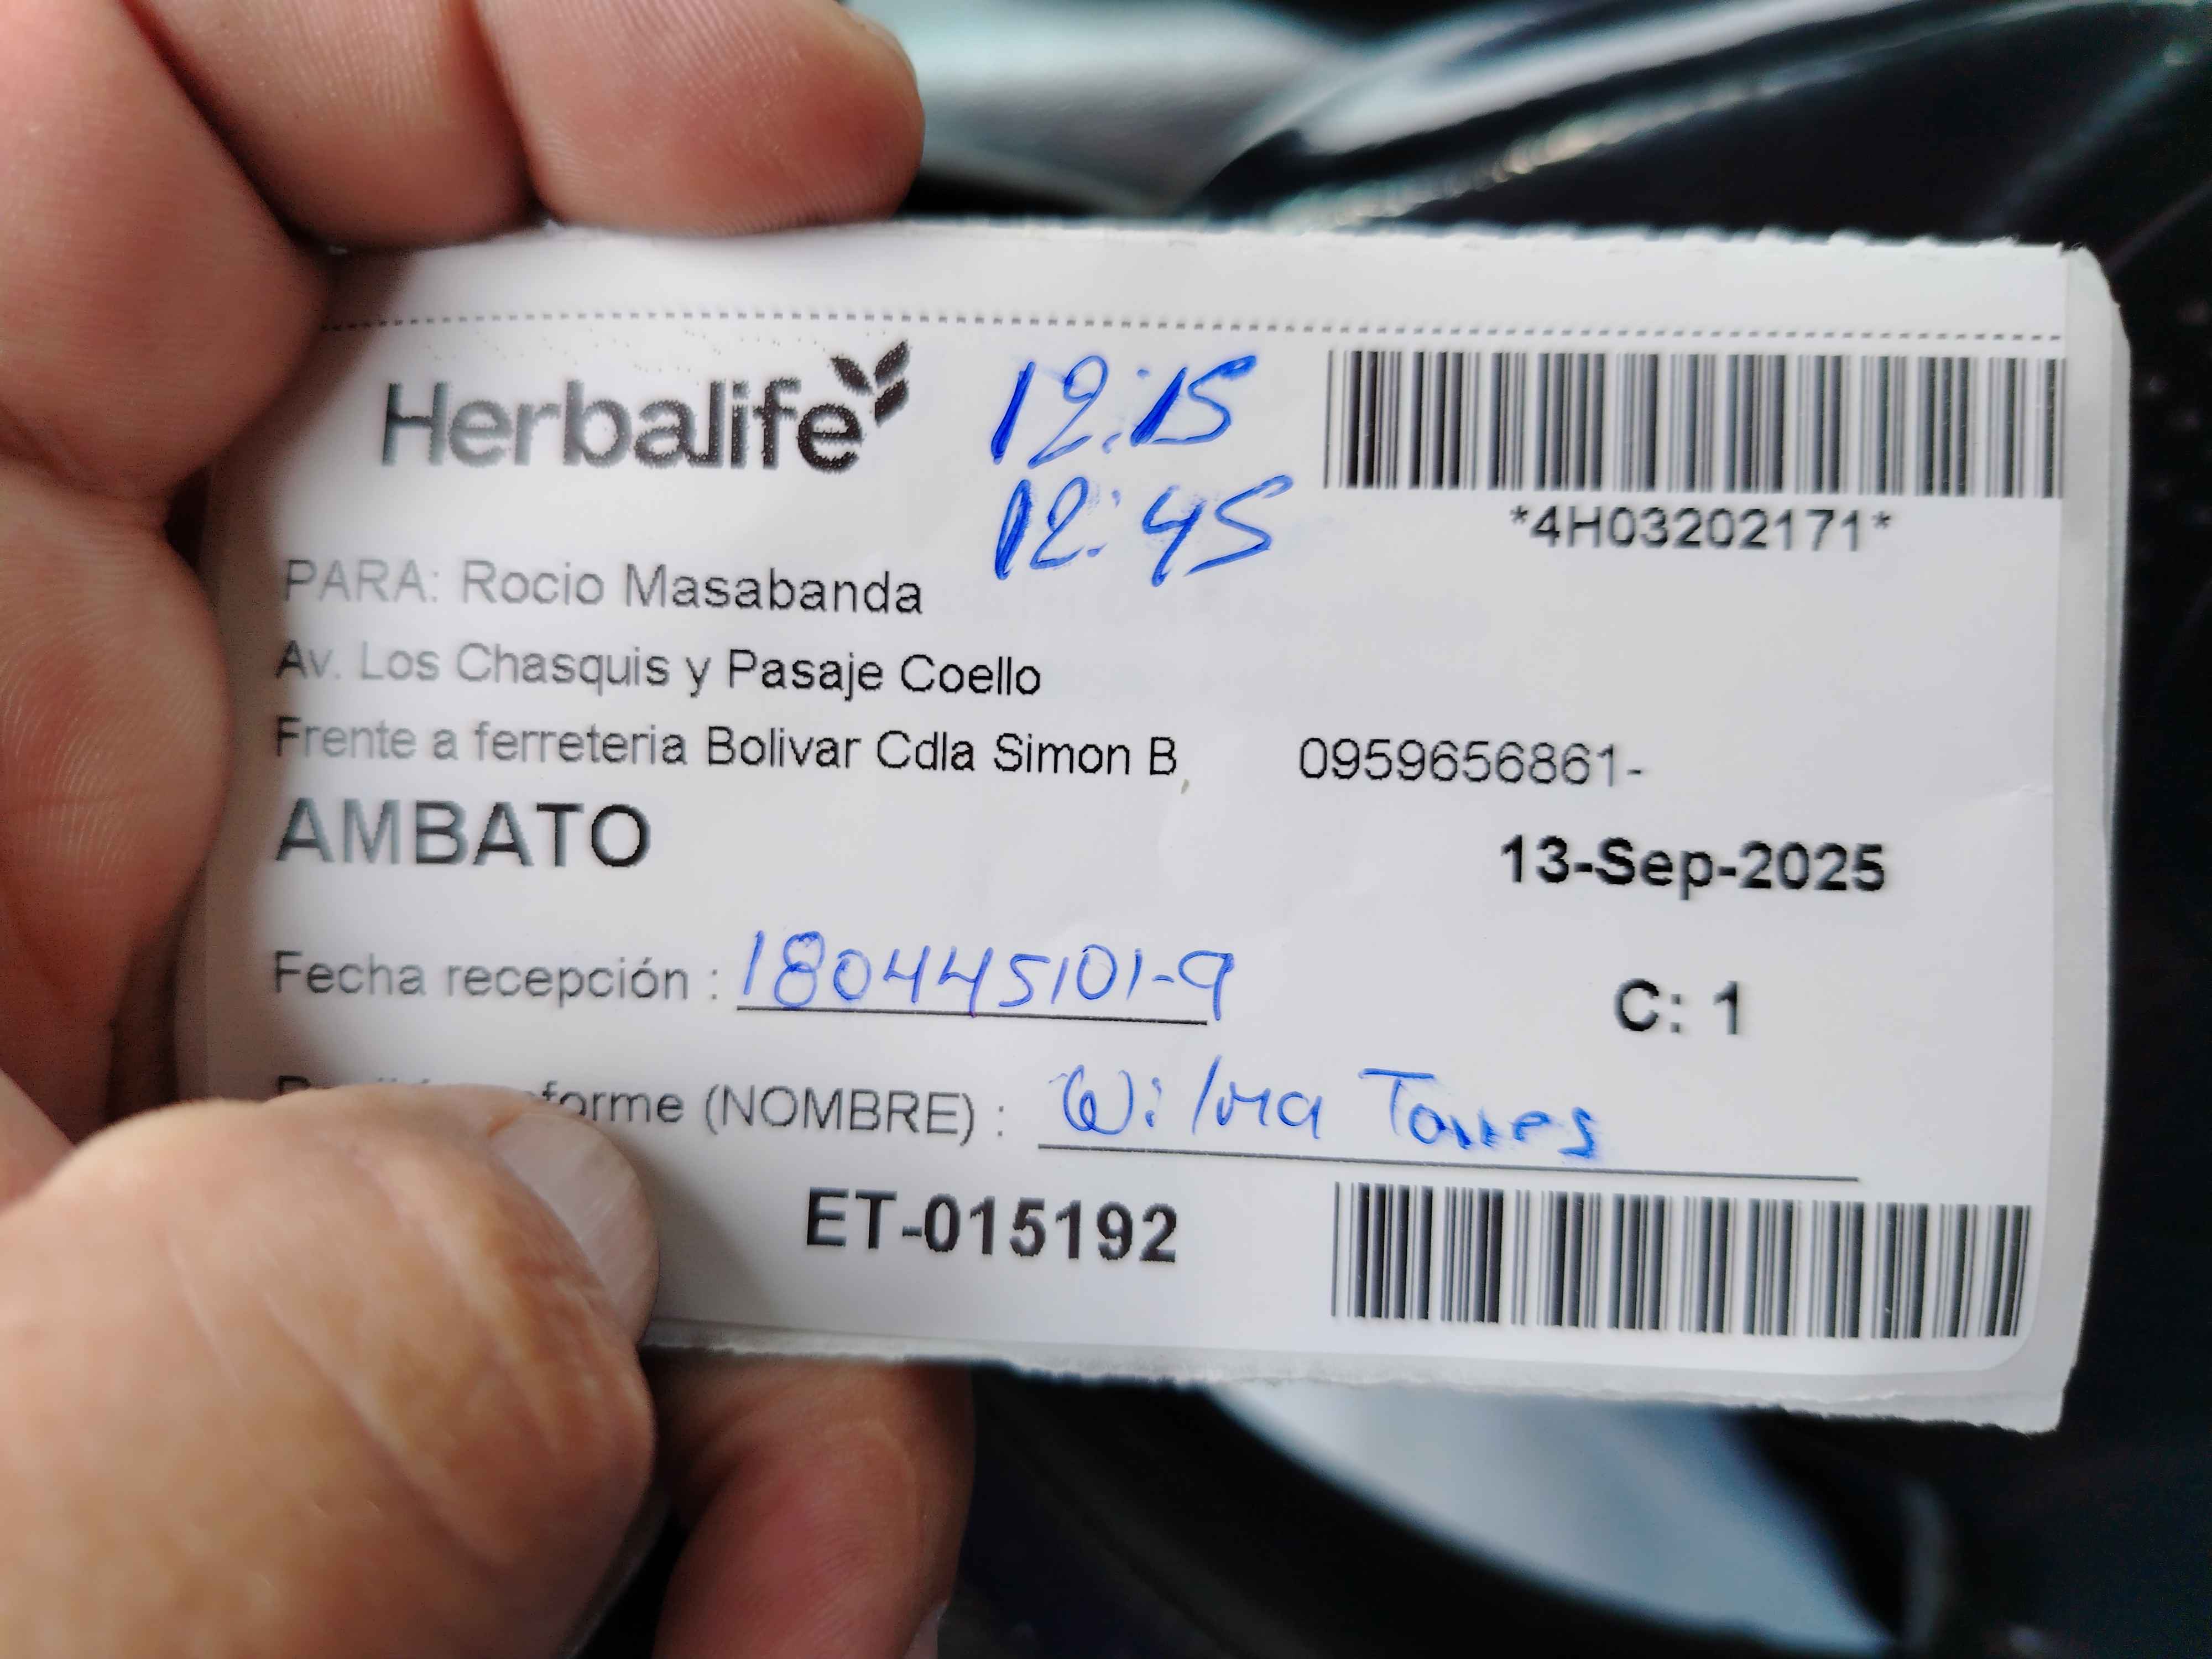 Herbalife
12:15
12:45
*4H03202171*
PARA: Rocio Masabanda
Av. Los Chasquis y Pasaje Coello
Frente a ferreteria Bolivar Cdla Simon B 0959656861-
AMBATO
13-Sep-2025
Fecha recepción : 180445101-9
C: 1
(NOMBRE) : Wilma Torres
ET-015192